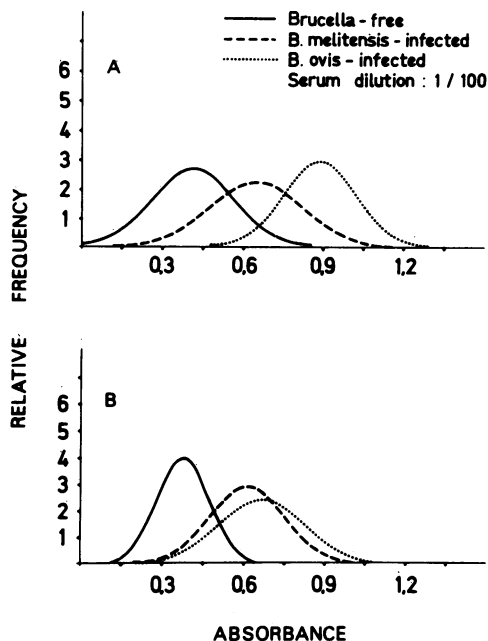 Brucella - free
B. melitensis - infected
B. ovis - infected
Serum dilution : 1 / 100
A
6
5
4
3
2
1
0,3 0,6 0,9 1,2
RELATIVE FREQUENCY
B
6
5
4
3
2
1
0,3 0,6 0,9 1,2
ABSORBANCE